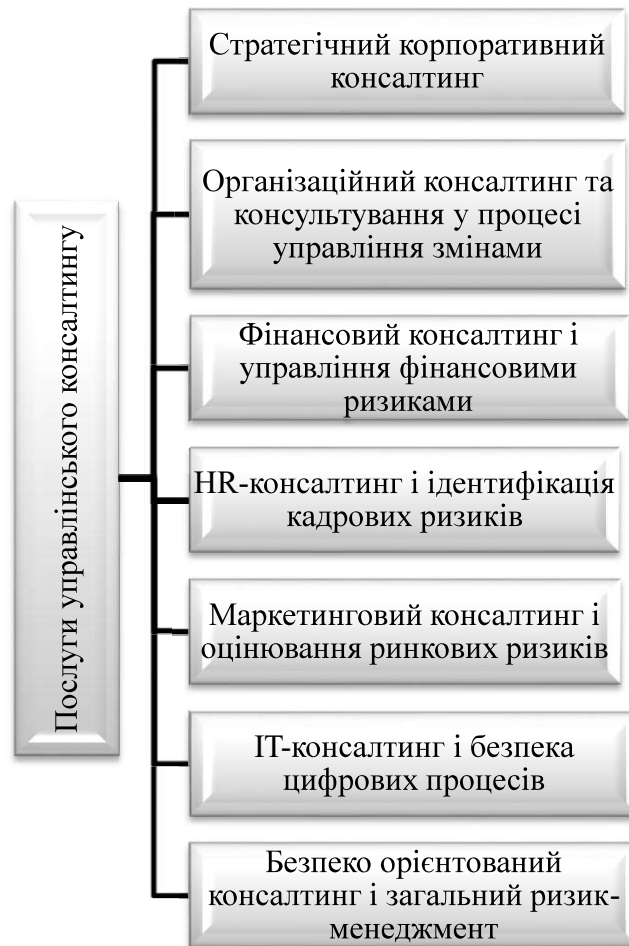 Послуги управлінського консалтингу
Стратегічний корпоративний
консалтинг
Організаційний консалтинг та
консультування у процесі
управління змінами
Фінансовий консалтинг і
управління фінансовими
ризиками
HR-консалтинг і ідентифікація
кадрових ризиків
Маркетинговий консалтинг і
оцінювання ринкових ризиків
ІТ-консалтинг і безпека
цифрових процесів
Безпеко орієнтований
консалтинг і загальний ризик-
менеджмент